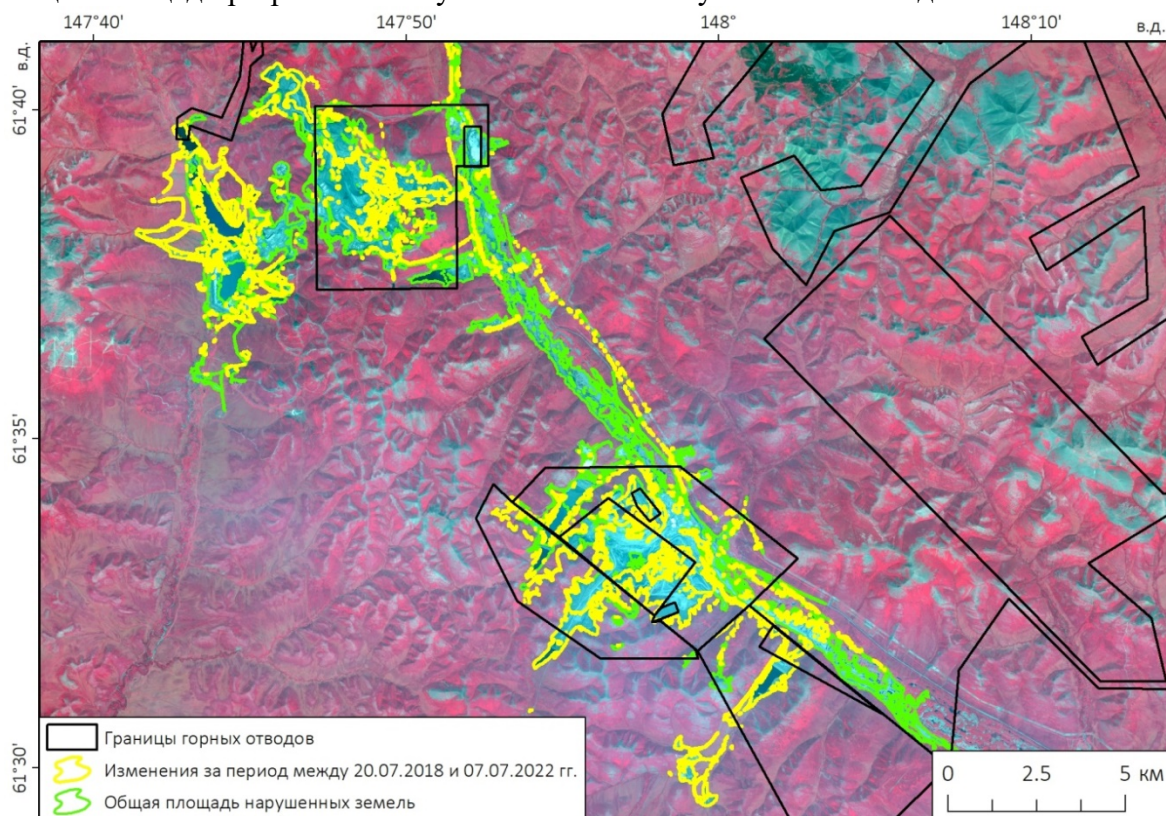 147°40' 147°50' 148° 148°10' в.д.
в.д.
61°40'
61°35'
61°30'
Границы горных отводов
Изменения за период между 20.07.2018 и 07.07.2022 гг.
Общая площадь нарушенных земель
0 2.5 5 км